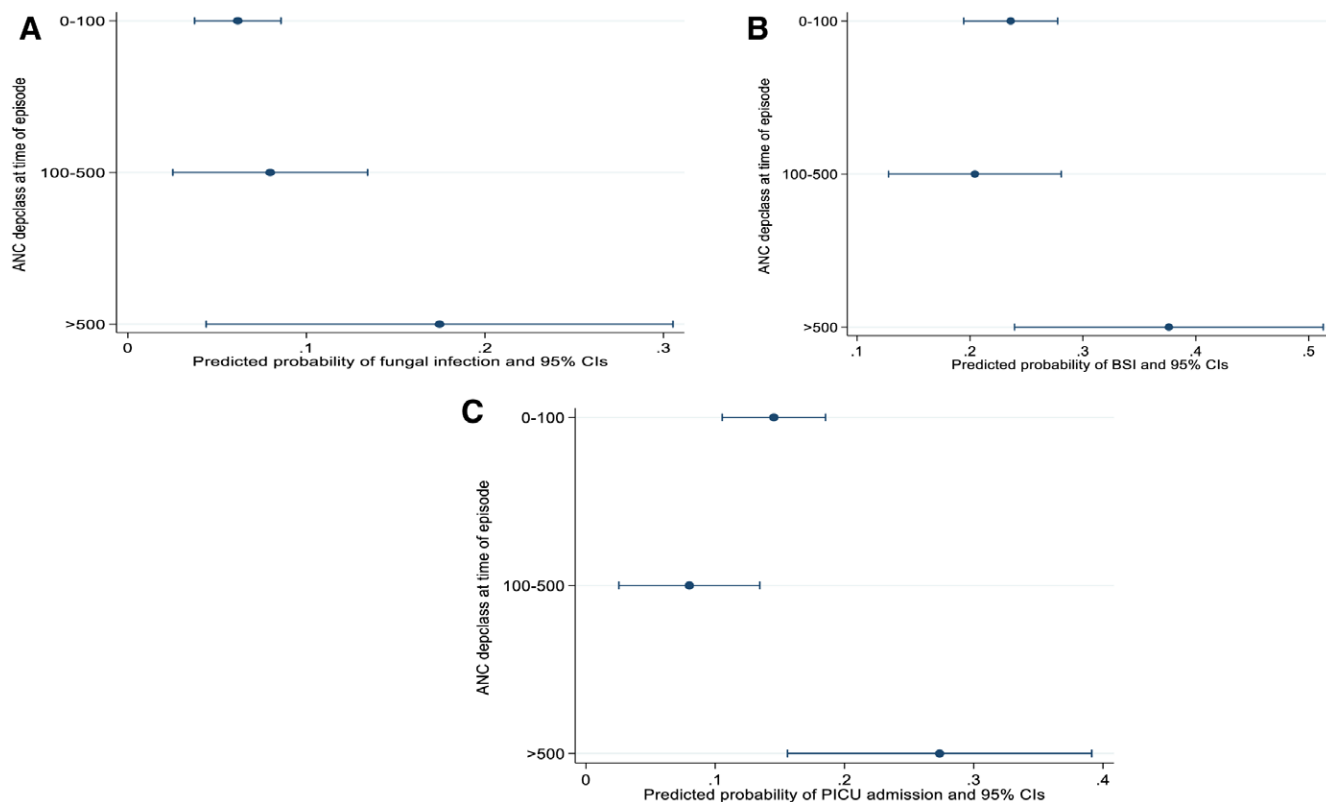 A
ANC depclass at time of episode
0-100
100-500
>500
0 .1 .2 .3
Predicted probability of fungal infection and 95% CIs
B
ANC depclass at time of episode
0-100
100-500
>500
.1 .2 .3 .4 .5
Predicted probability of BSI and 95% CIs
C
ANC depclass at time of episode
0-100
100-500
>500
0 .1 .2 .3 .4
Predicted probability of PICU admission and 95% CIs